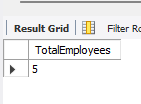 Result Grid Filter Ro
TotalEmployees
5